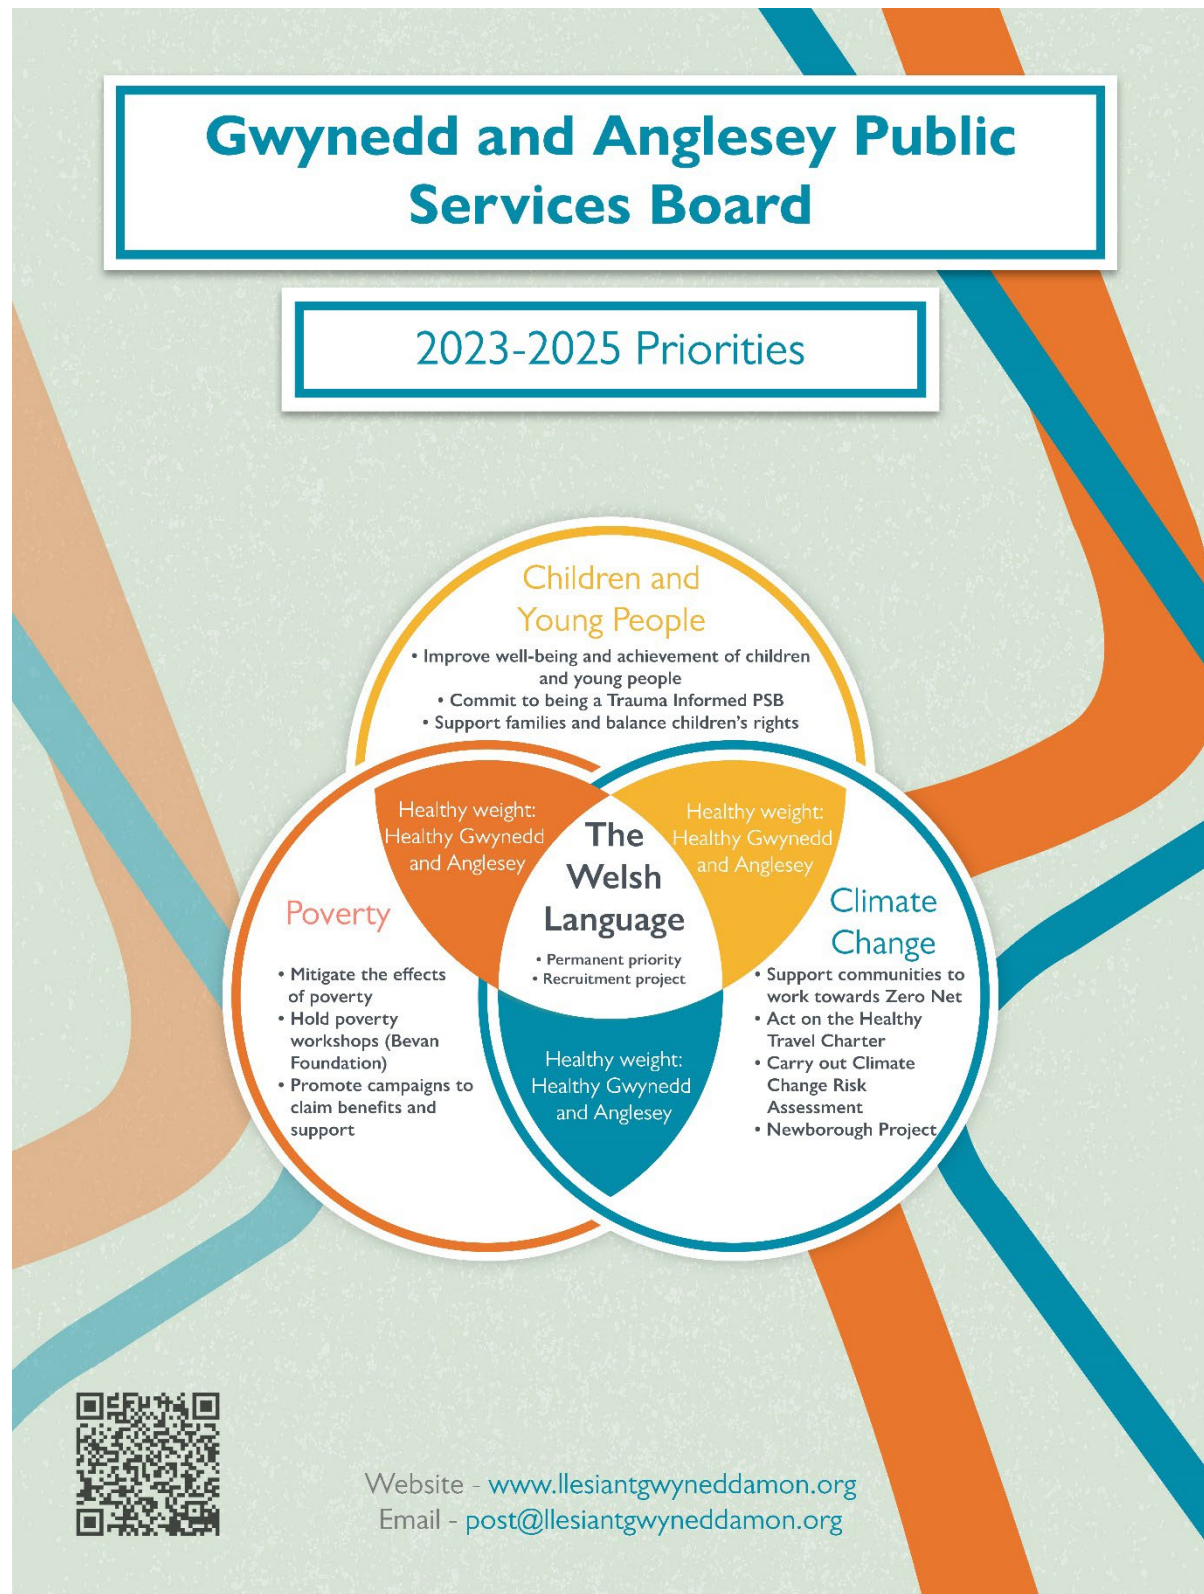 Gwynedd and Anglesey Public
Services Board
2023-2025 Priorities
Children and
Young People
• Improve well-being and achievement of children
and young people
• Commit to being a Trauma Informed PSB
• Support families and balance children's rights
Healthy weight:
Healthy Gwynedd
and Anglesey
The
Welsh
Language
• Permanent priority
• Recruitment project
Healthy weight:
Healthy Gwynedd
and Anglesey
Poverty
• Mitigate the effects
of poverty
• Hold poverty
workshops (Bevan
Foundation)
• Promote campaigns to
claim benefits and
support
Climate
Change
• Support communities to
work towards Zero Net
• Act on the Healthy
Travel Charter
• Carry out Climate
Change Risk
Assessment
• Newborough Project
Healthy weight:
Healthy Gwynedd
and Anglesey
Website - www.llesiantgwyneddamon.org
Email - post@llesiantgwyneddamon.org